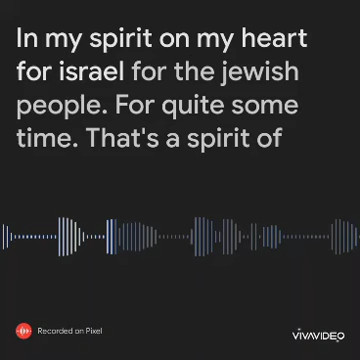 In my spirit on my heart
for israel for the jewish
people. For quite some
time. That's a spirit of
Recorded on Pixel
VIVAVIDEO